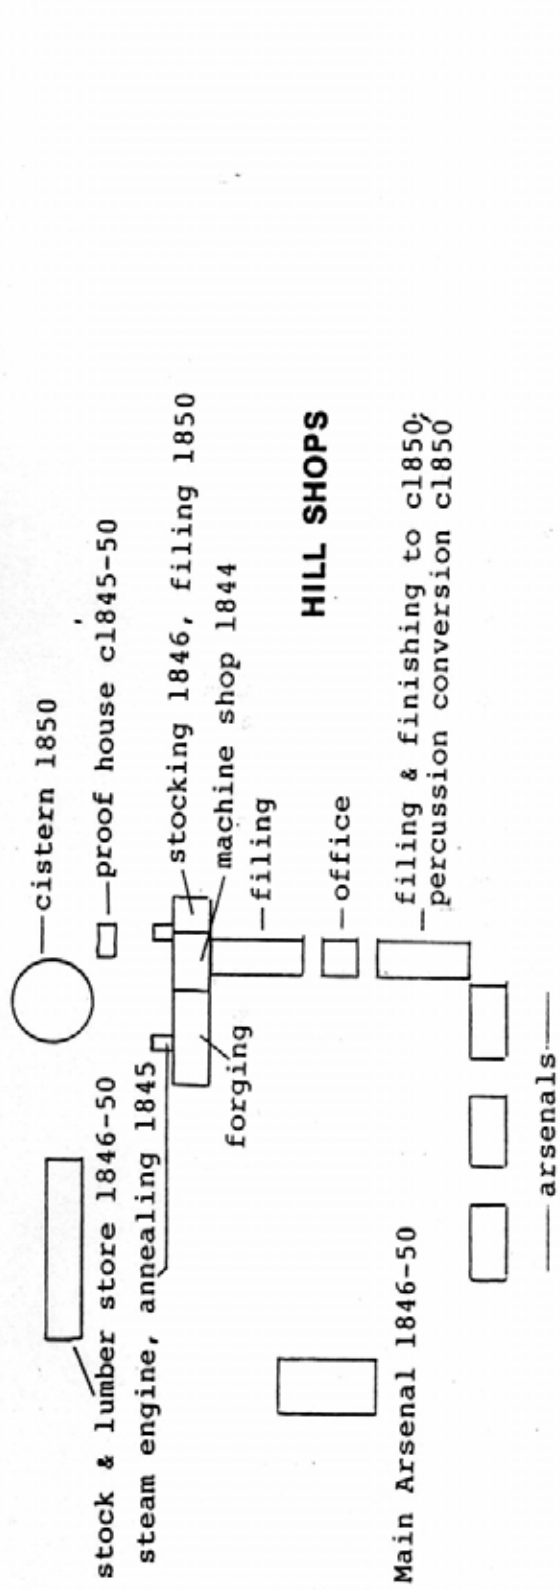 cistern 1850
proof house c1845-50
stock & lumber store 1846-50
steam engine, annealing 1845
stocking 1846, filing 1850
machine shop 1844
forging
filing
HILL SHOPS
office
filing & finishing to c1850;
percussion conversion c1850
Main Arsenal 1846-50
arsenals